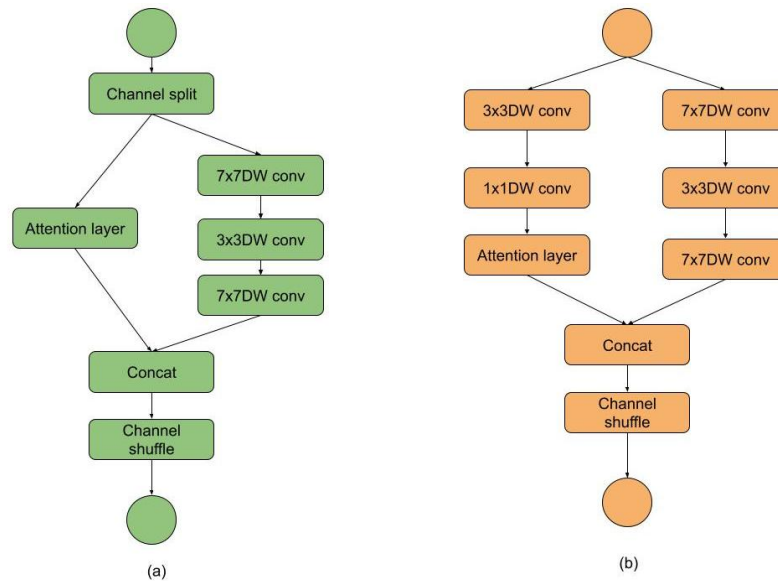 Channel split
7x7DW conv
Attention layer
3x3DW conv
7x7DW conv
Concat
Channel
shuffle
(a)
3x3DW conv
7x7DW conv
1x1DW conv
3x3DW conv
Attention layer
7x7DW conv
Concat
Channel
shuffle
(b)